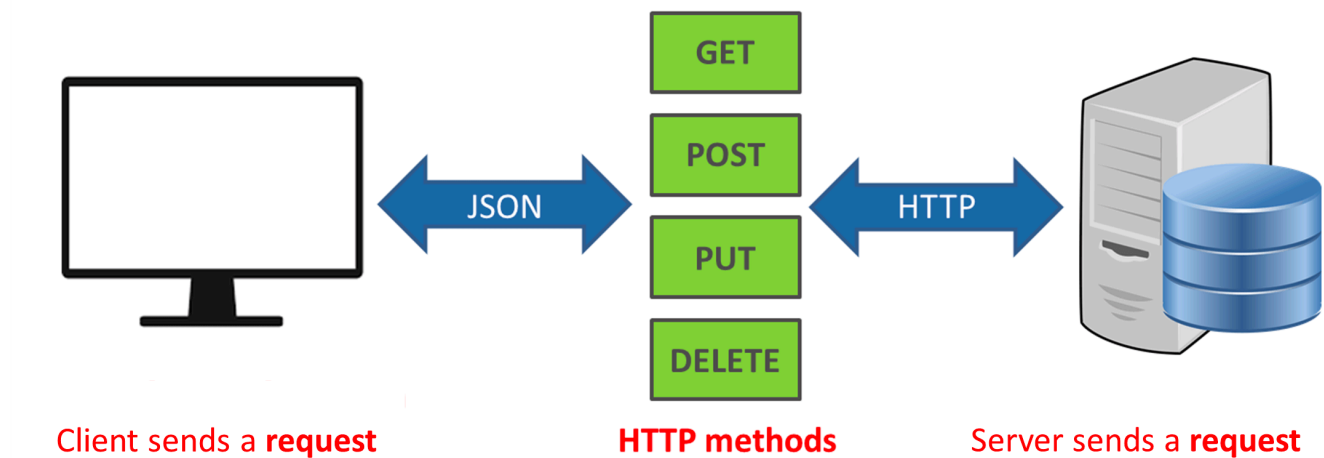 GET
POST
JSON
HTTP
PUT
DELETE
Client sends a request
HTTP methods
Server sends a request